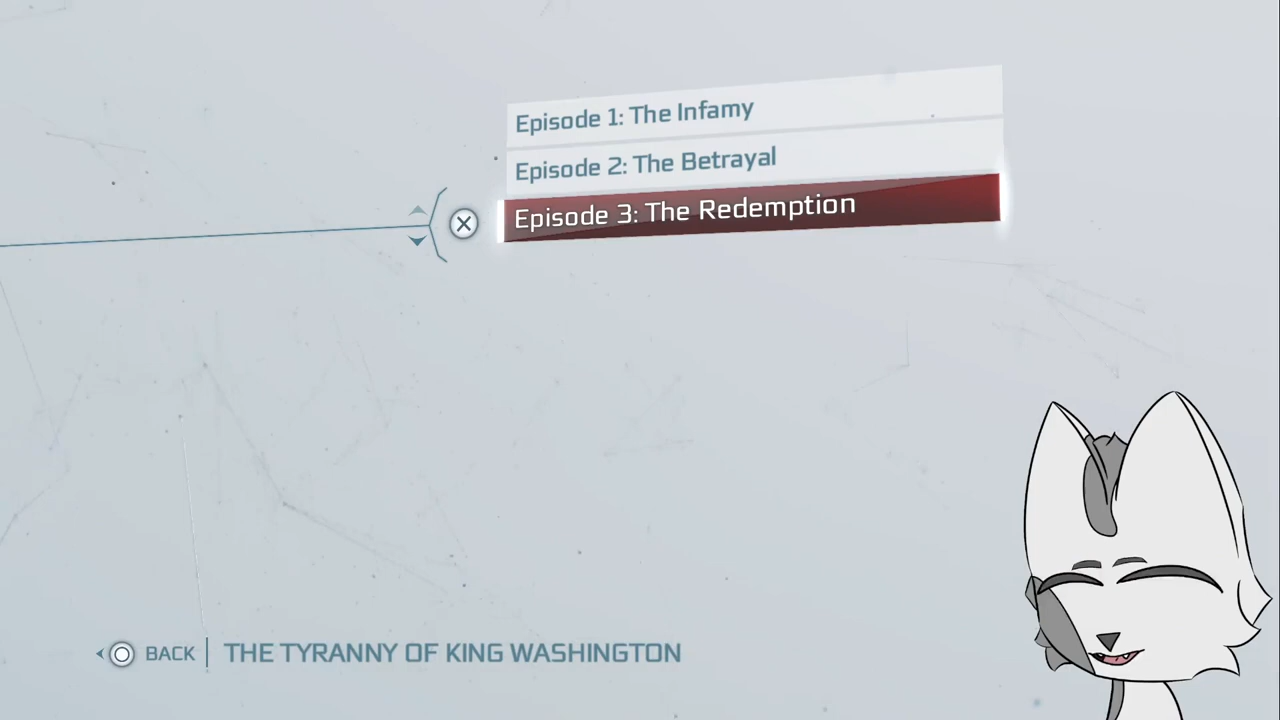 Episode 1: The Infamy
Episode 2: The Betrayal
Episode 3: The Redemption
BACK
THE TYRANNY OF KING WASHINGTON